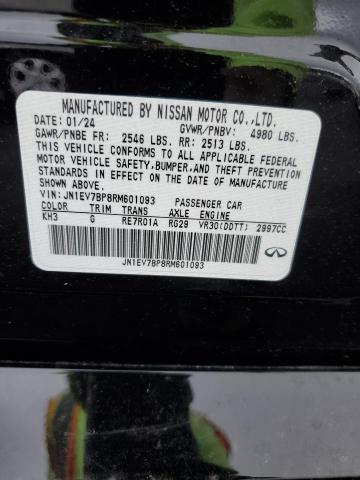 MANUFACTURED BY NISSAN MOTOR CO.,LTD.
DATE: 01/24 GVWR/PNBV: 4980 LBS.
GAWR/PNBE FR: 2546 LBS. RR: 2513 LBS.
THIS VEHICLE CONFORMS TO ALL APPLICABLE FEDERAL
MOTOR VEHICLE SAFETY,BUMPER,AND THEFT PREVENTION
STANDARDS IN EFFECT ON THE DATE OF MANUFACTURE
SHOWN ABOVE.
VIN: JN1EV7BP8RM601093 PASSENGER CAR
COLOR TRIM TRANS AXLE ENGINE
KH3 G RE7R01A RG29 VR30(DDTT) 2997CC
JN1EV7BP8RM601093